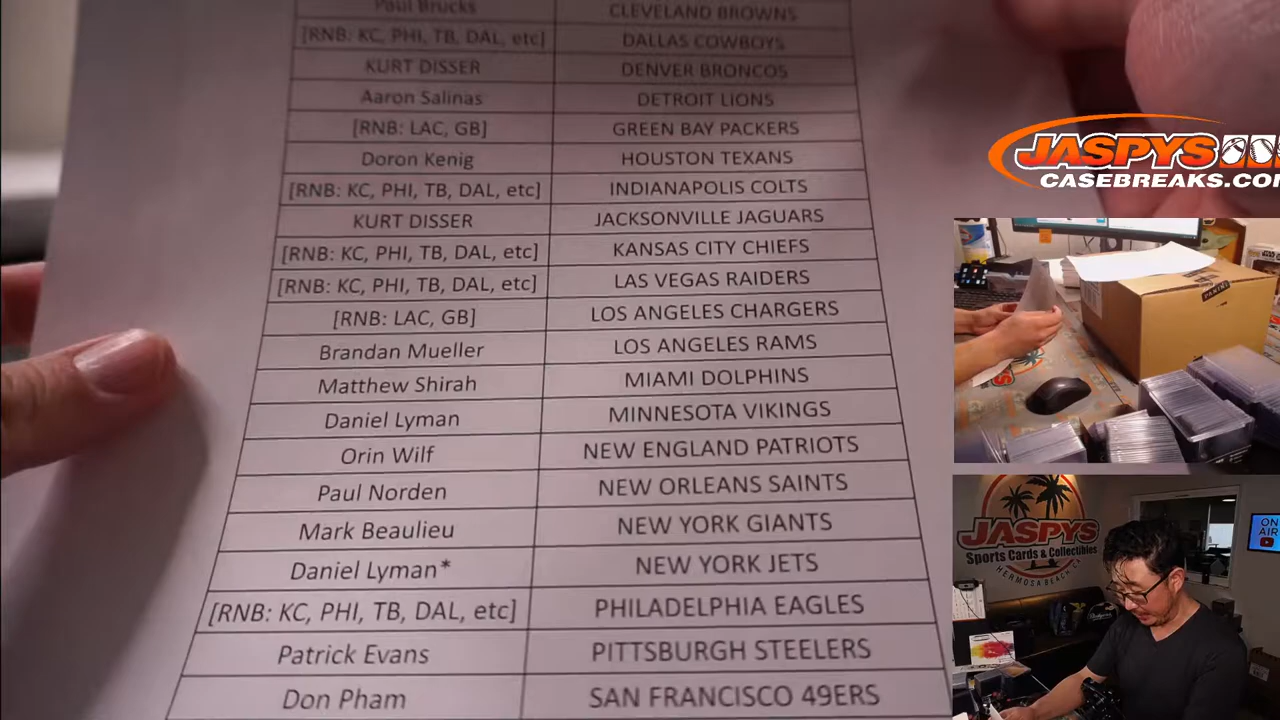 Paul Brucks CLEVELAND BROWNS
[RNB: KC, PHI, TB, DAL, etc] DALLAS COWBOYS
KURT DISSER DENVER BRONCOS
Aaron Salinas DETROIT LIONS
[RNB: LAC, GB] GREEN BAY PACKERS
Doron Kenig HOUSTON TEXANS
[RNB: KC, PHI, TB, DAL, etc] INDIANAPOLIS COLTS
KURT DISSER JACKSONVILLE JAGUARS
[RNB: KC, PHI, TB, DAL, etc] KANSAS CITY CHIEFS
[RNB: KC, PHI, TB, DAL, etc] LAS VEGAS RAIDERS
[RNB: LAC, GB] LOS ANGELES CHARGERS
Brandan Mueller LOS ANGELES RAMS
Matthew Shirah MIAMI DOLPHINS
Daniel Lyman MINNESOTA VIKINGS
Orin Wilf NEW ENGLAND PATRIOTS
Paul Norden NEW ORLEANS SAINTS
Mark Beaulieu NEW YORK GIANTS
Daniel Lyman* NEW YORK JETS
[RNB: KC, PHI, TB, DAL, etc] PHILADELPHIA EAGLES
Patrick Evans PITTSBURGH STEELERS
Don Pham SAN FRANCISCO 49ERS
JASPYS
CASEBREAKS.COM
PANINI
JASPYS
Sports Cards & Collectibles
HERMOSA BEACH, CA
ON
AIR